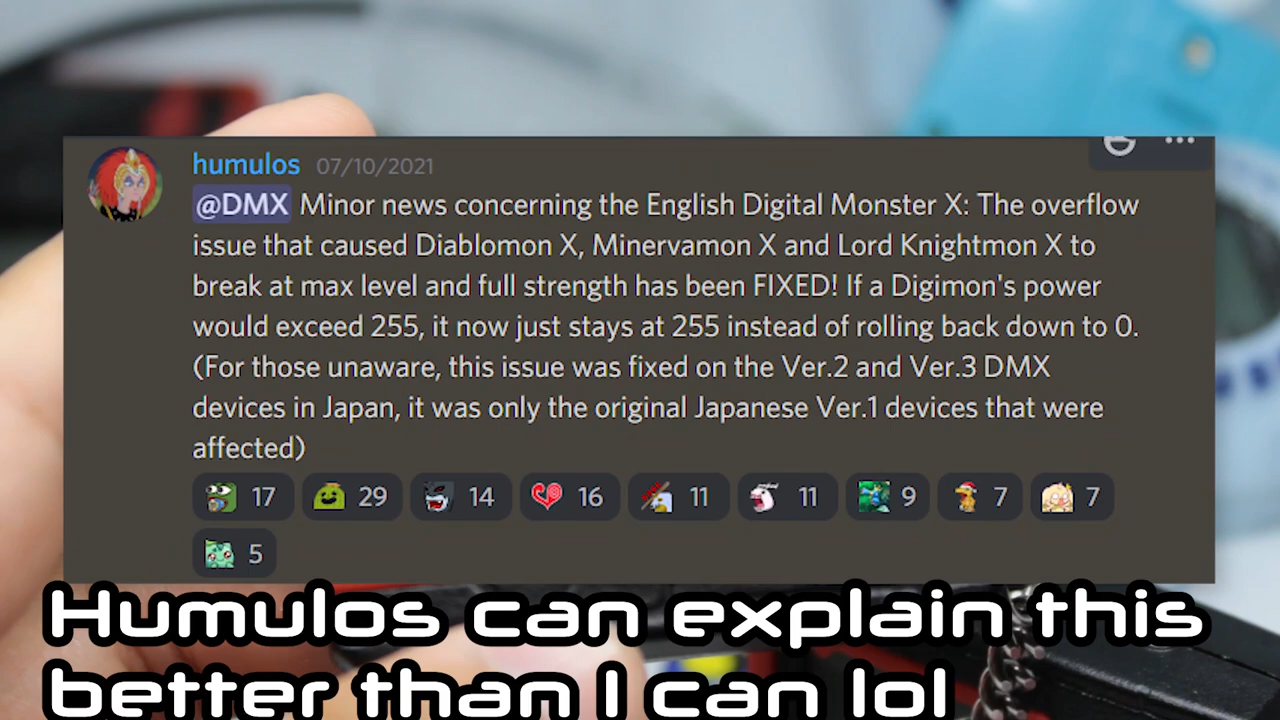 humulos 07/10/2021
@DMX Minor news concerning the English Digital Monster X: The overflow
issue that caused Diablomon X, Minervamon X and Lord Knightmon X to
break at max level and full strength has been FIXED! If a Digimon's power
would exceed 255, it now just stays at 255 instead of rolling back down to 0.
(For those unaware, this issue was fixed on the Ver.2 and Ver.3 DMX
devices in Japan, it was only the original Japanese Ver.1 devices that were
affected)
17 29 14 16 11 11 9 7 7
5
Humulos can explain this
better than I can lol